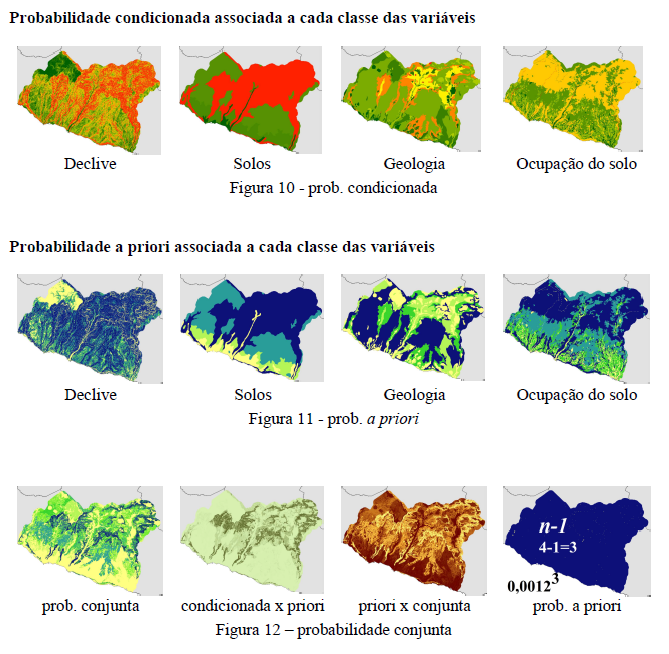 Probabilidade condicionada associada a cada classe das variáveis
Declive Solos Geologia Ocupação do solo
Figura 10 - prob. condicionada
Probabilidade a priori associada a cada classe das variáveis
Declive Solos Geologia Ocupação do solo
Figura 11 - prob. a priori
n-1
4-1=3
0,0012³
prob. conjunta condicionada x priori priori x conjunta prob. a priori
Figura 12 – probabilidade conjunta